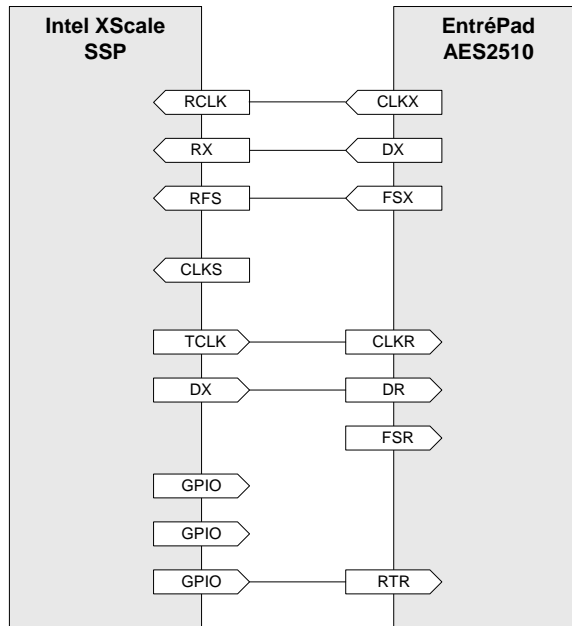 Intel XScale
SSP
EntréPad
AES2510
RCLK
CLKX
RX
DX
RFS
FSX
CLKS
TCLK
CLKR
DX
DR
FSR
GPIO
GPIO
GPIO
RTR